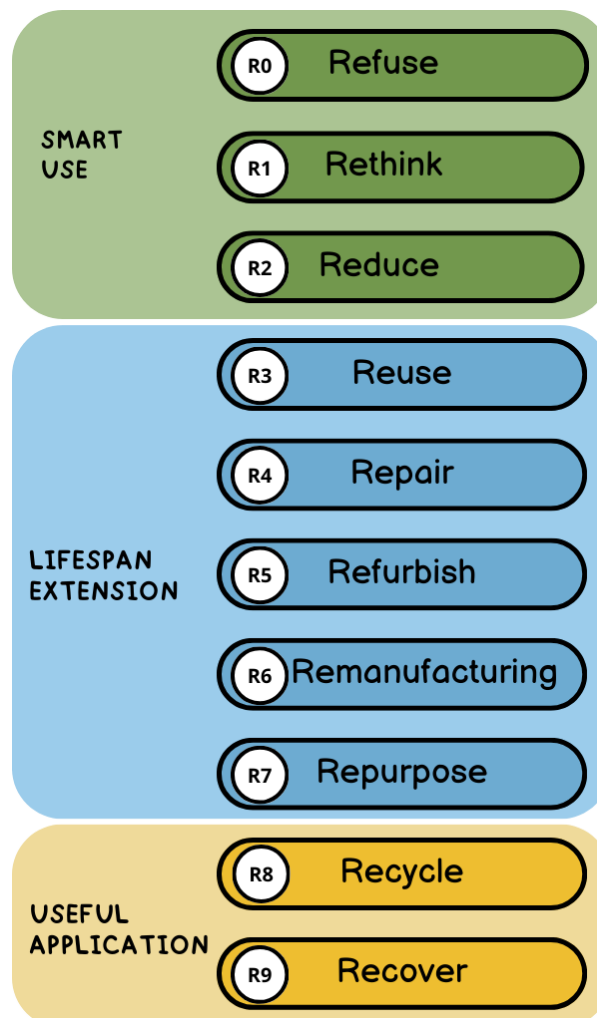 SMART
USE
R0 Refuse
R1 Rethink
R2 Reduce
LIFESPAN
EXTENSION
R3 Reuse
R4 Repair
R5 Refurbish
R6 Remanufacturing
R7 Repurpose
USEFUL
APPLICATION
R8 Recycle
R9 Recover